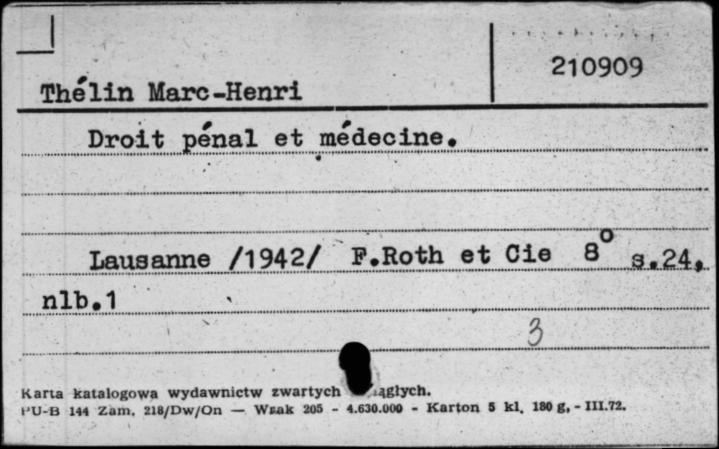 210909
Thélin Marc-Henri
Droit pénal et médecine.
Lausanne /1942/ F.Roth et Cie 8° s.24,
nlb.1
3
Karta katalogowa wydawnictw zwartych
PU-B 144 Zam. 218/Dw/On — Wsak 205 - 4.630.000 - Karton 5 kl. 180 g, - III.72.